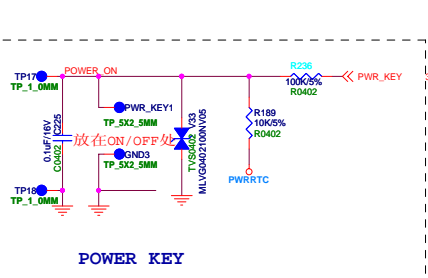 R236
POWER_ON
TP17
TP_1_0MM
100K/5%
R0402
PWR_KEY
PWR_KEY1
TP_5X2_5MM
0.1uF/16V
C225
C0402
放在ON/OFF处
V33
TVS0402
MLVG0402100NV05
R189
10K/5%
R0402
GND3
TP_5X2_5MM
PWRRTC
TP18
TP_1_0MM
POWER KEY